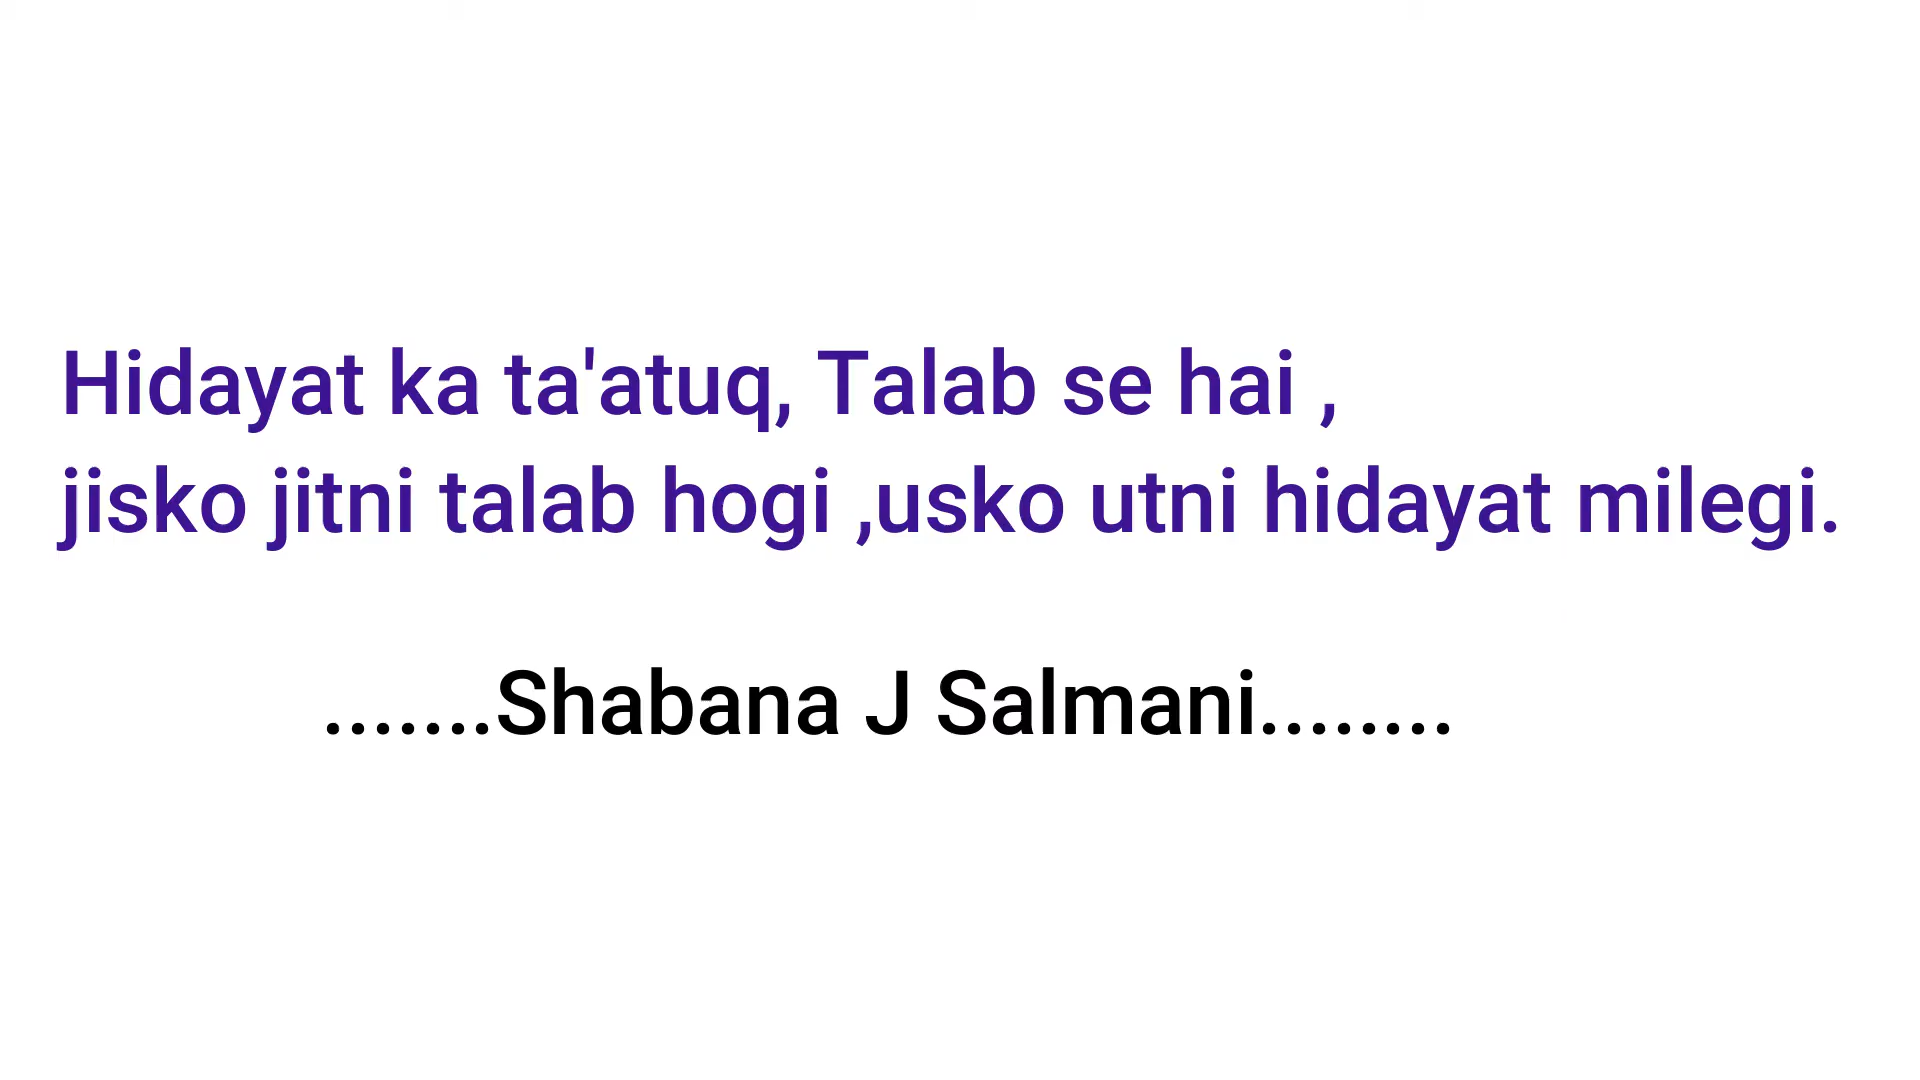 Hidayat ka ta'atuq, Talab se hai ,
jisko jitni talab hogi ,usko utni hidayat milegi.
.......Shabana J Salmani........